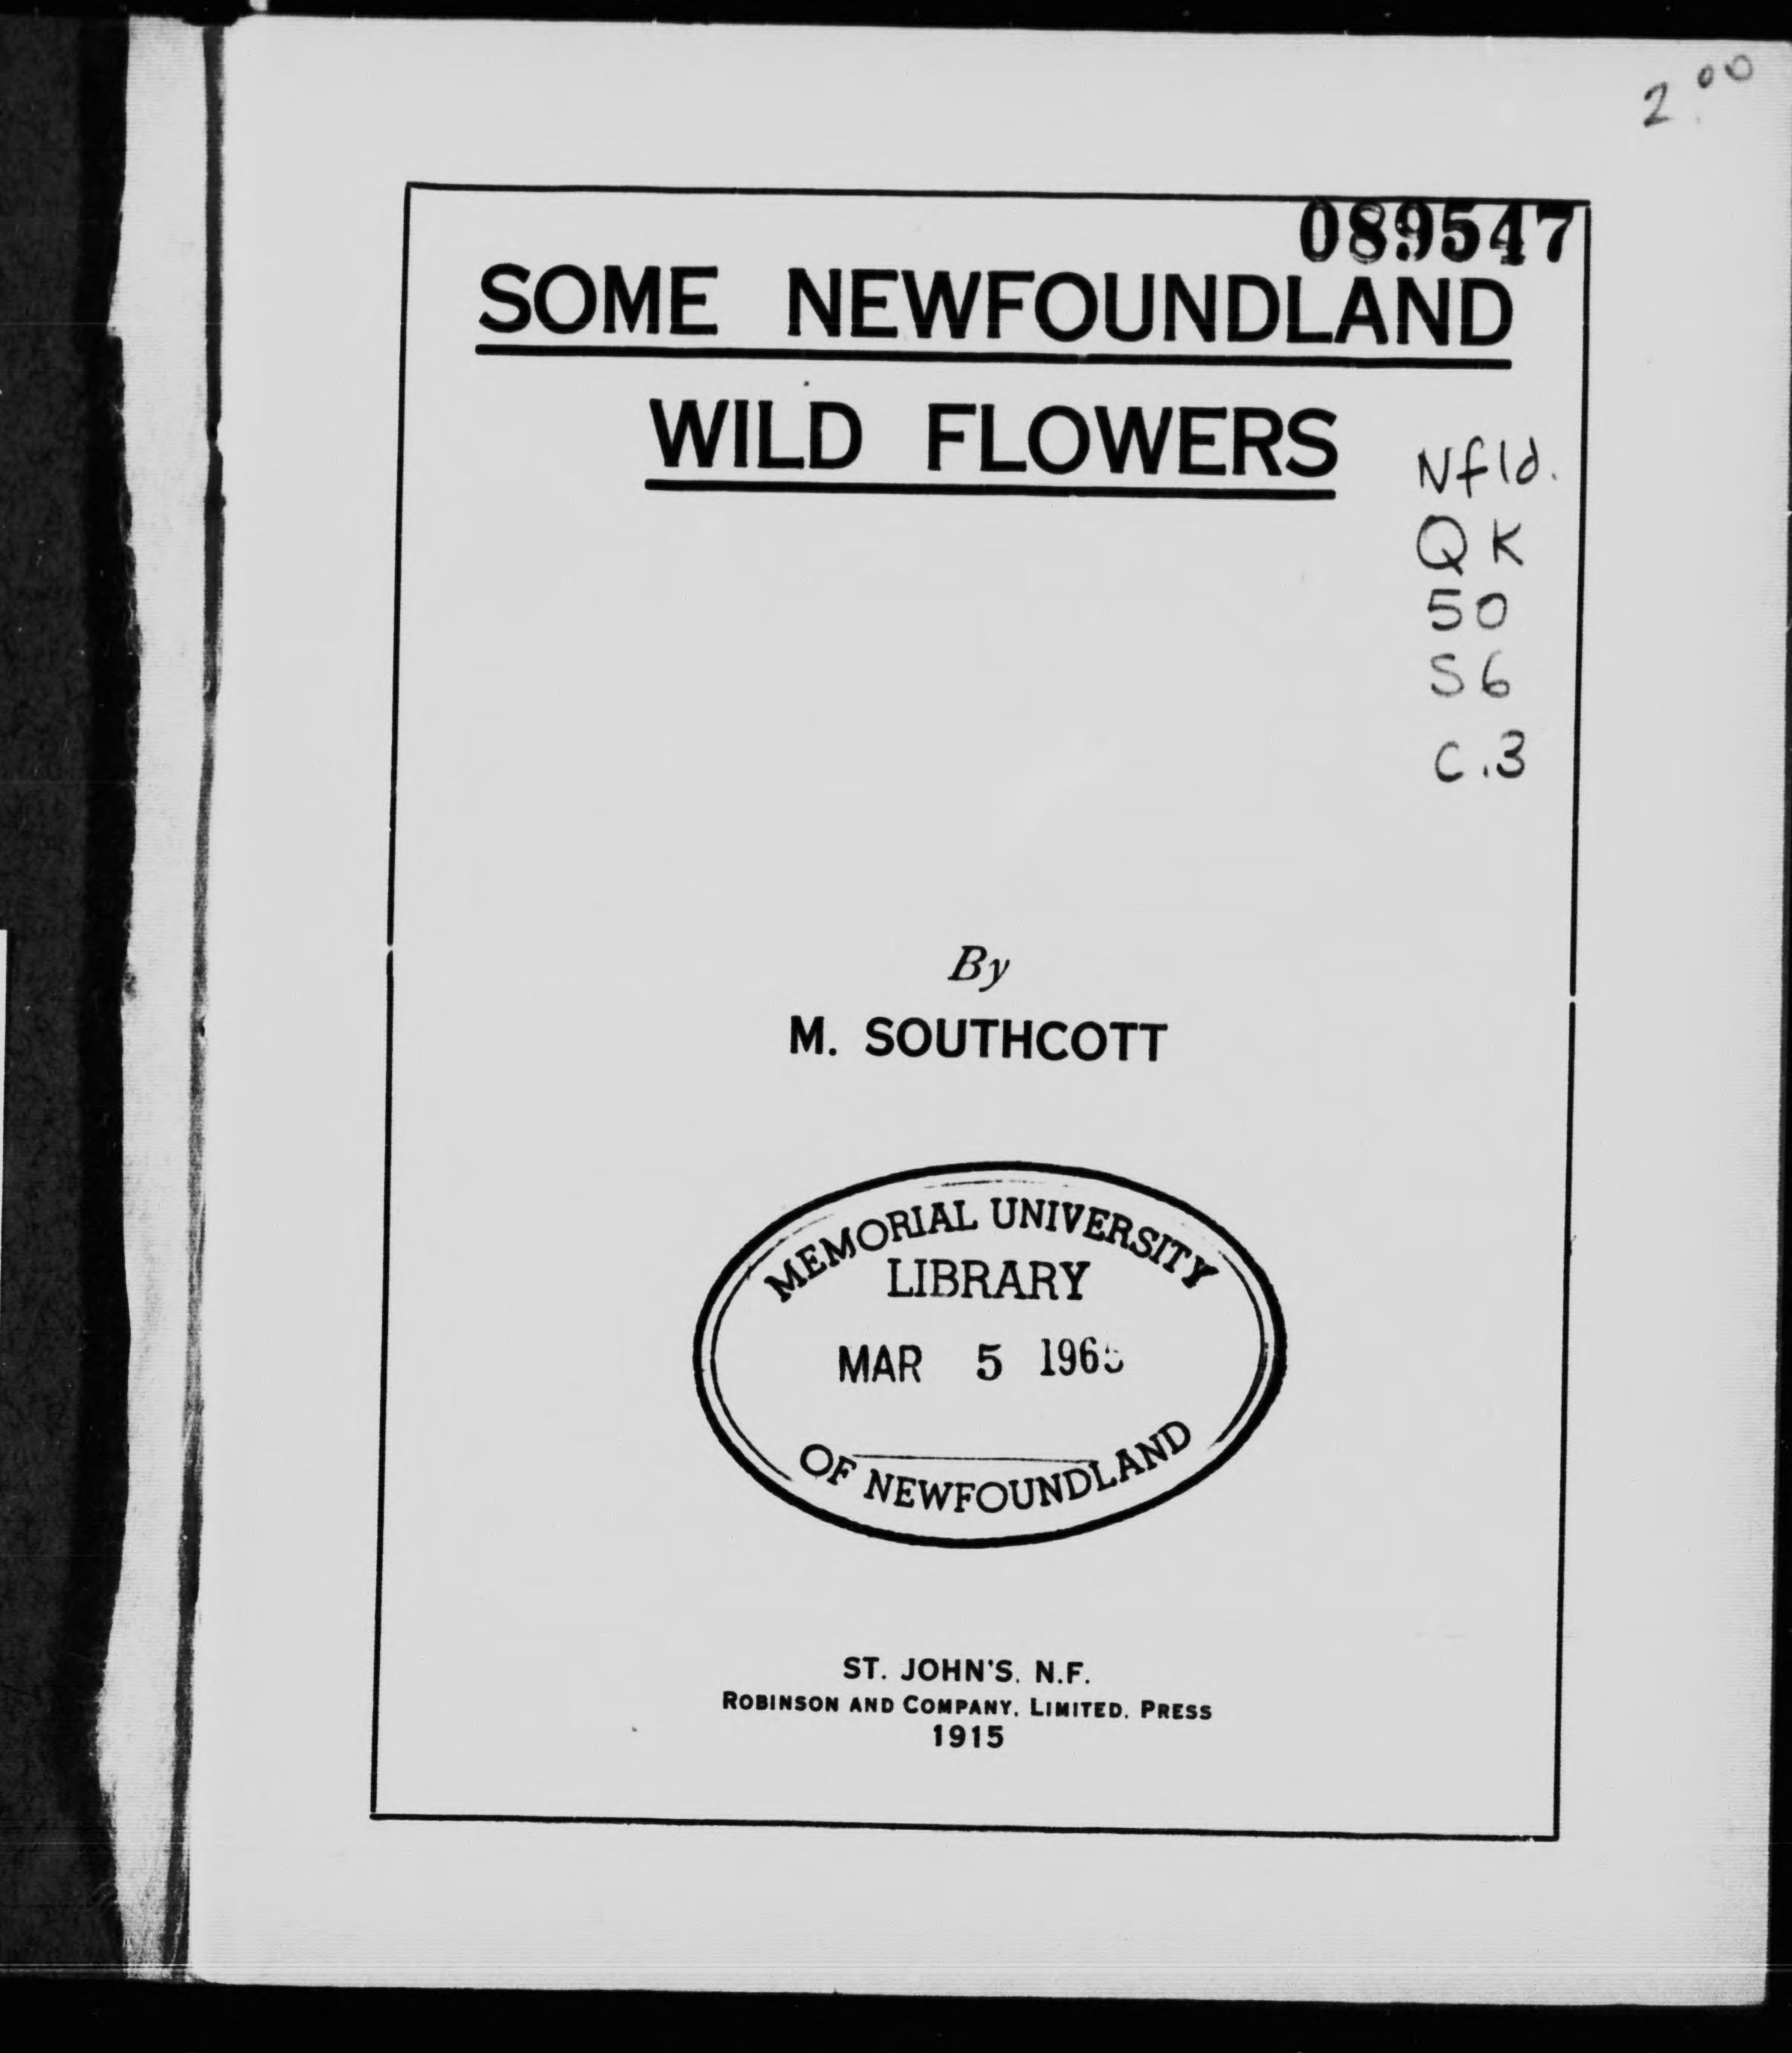 2.00
089547
SOME NEWFOUNDLAND
WILD FLOWERS
Nfld.
QK
50
S6
C.3
By
M. SOUTHCOTT
MEMORIAL UNIVERSITY
LIBRARY
MAR 5
OF NEWFOUNDLAND
ST. JOHN'S, N.F.
ROBINSON AND COMPANY, LIMITED, PRESS
1915